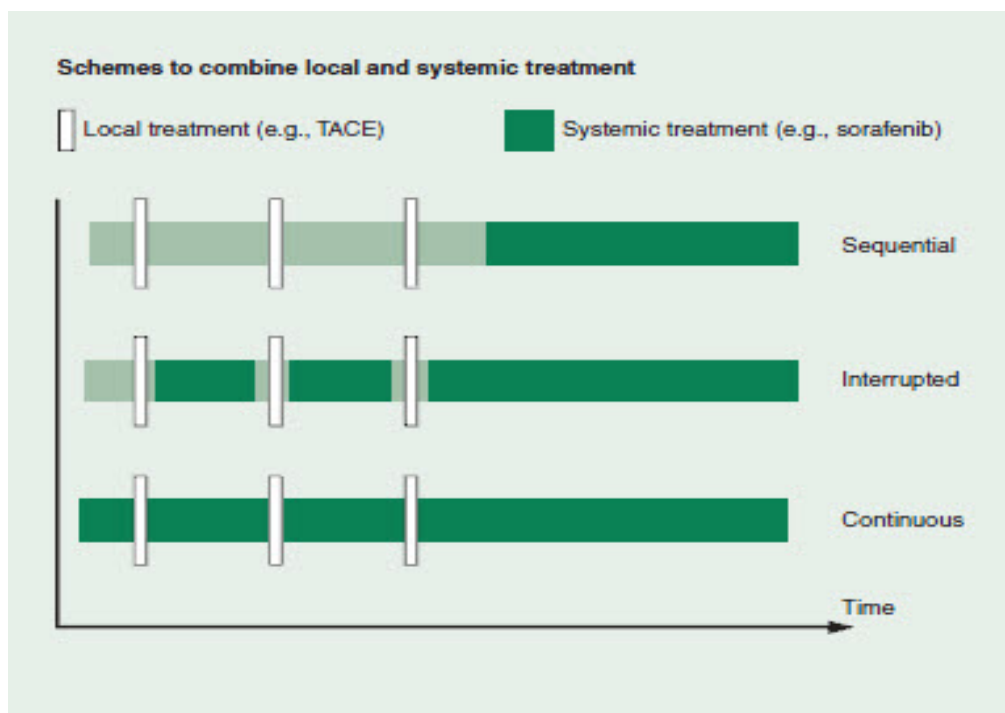 Schemes to combine local and systemic treatment
Local treatment (e.g., TACE)
Systemic treatment (e.g., sorafenib)
Sequential
Interrupted
Continuous
Time